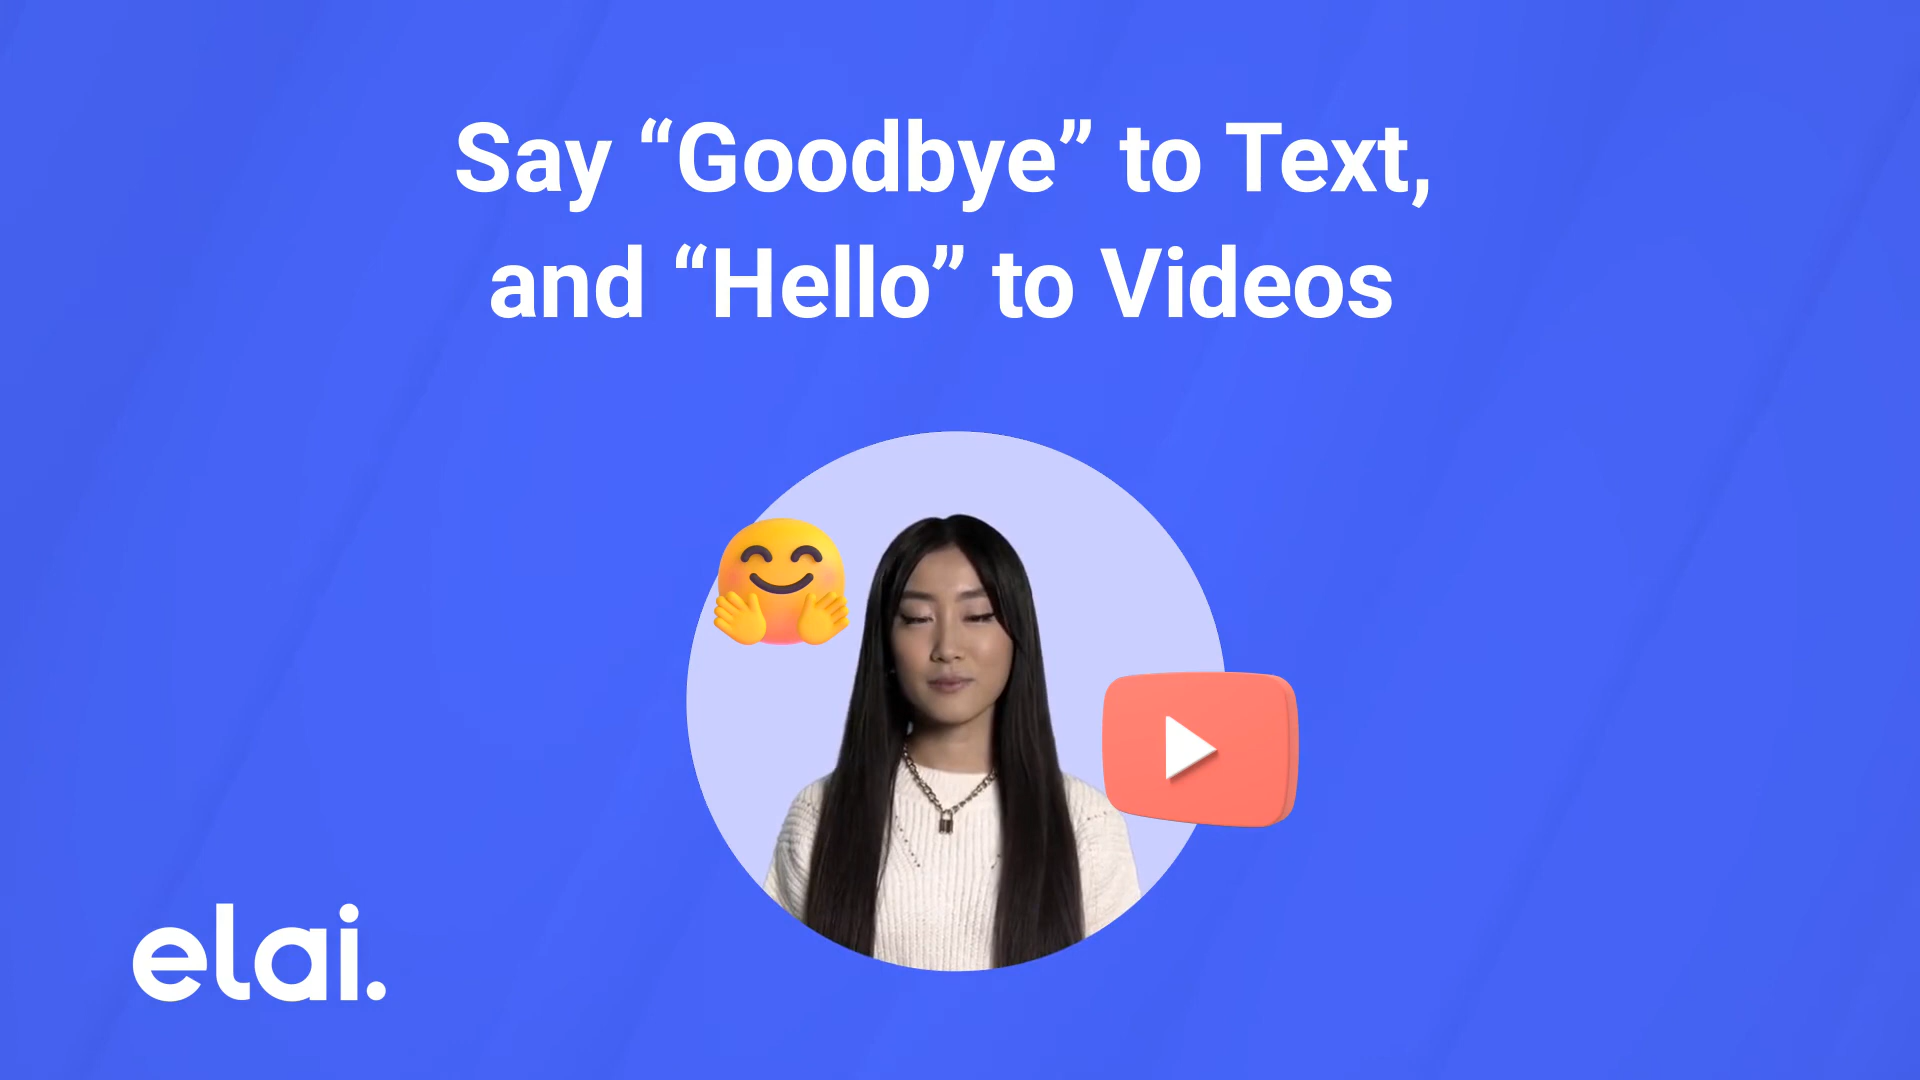 Say “Goodbye” to Text,
and “Hello” to Videos
elai.